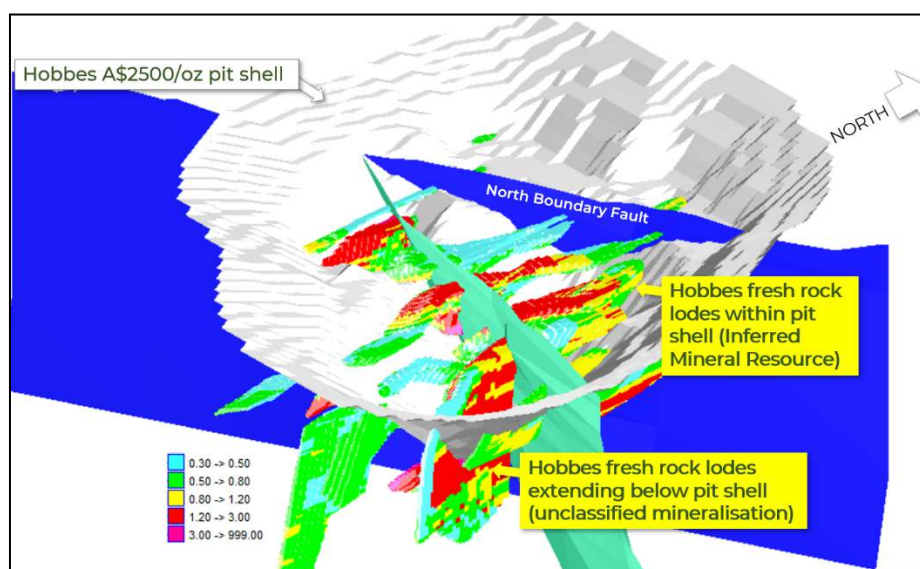 Hobbes A$2500/oz pit shell
NORTH
North Boundary Fault
Hobbes fresh rock
lodes within pit
shell (Inferred
Mineral Resource)
Hobbes fresh rock lodes
extending below pit shell
(unclassified mineralisation)
0.30 -> 0.50
0.50 -> 0.80
0.80 -> 1.20
1.20 -> 3.00
3.00 -> 999.00